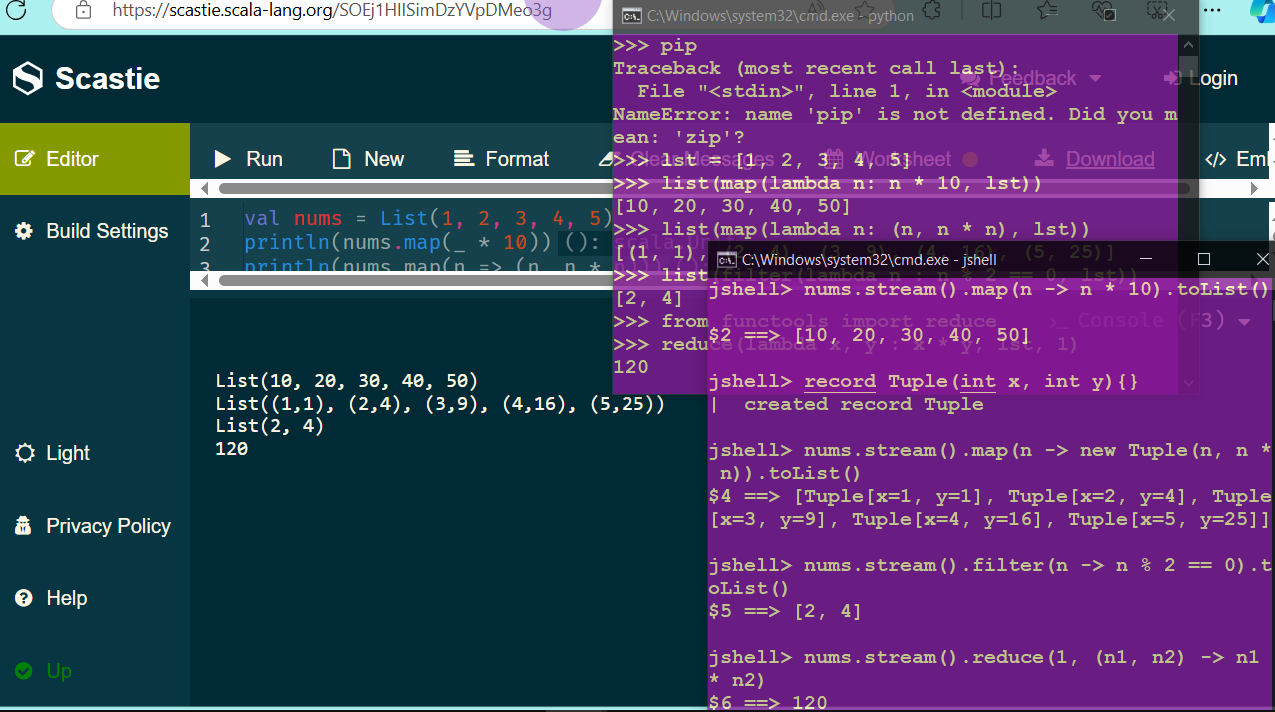 https://scastie.scala-lang.org/SOEj1HIISimDzYVpDMeo3g
Scastie
Feedback
Login
Editor
Run
New
Format
Clear Messages
Worksheet
Download
Build Settings
1 val nums = List(1, 2, 3, 4, 5)
2 println(nums.map(_ * 10)) (): scala.Un
3 println(nums.map(n => (n, n *
Console (F3)
List(10, 20, 30, 40, 50)
List((1,1), (2,4), (3,9), (4,16), (5,25))
List(2, 4)
120
Light
Privacy Policy
Help
Up
C:\Windows\system32\cmd.exe - python
>>> pip
Traceback (most recent call last):
File "<stdin>", line 1, in <module>
NameError: name 'pip' is not defined. Did you m
ean: 'zip'?
>>> lst = [1, 2, 3, 4, 5]
>>> list(map(lambda n: n * 10, lst))
[10, 20, 30, 40, 50]
>>> list(map(lambda n: (n, n * n), lst))
[(1, 1), (2, 4), (3, 9), (4, 16), (5, 25)]
>>> list(filter(lambda n : n % 2 == 0, lst))
[2, 4]
>>> from functools import reduce
>>> reduce(lambda x, y : x * y, lst, 1)
120
C:\Windows\system32\cmd.exe - jshell
jshell> nums.stream().map(n -> n * 10).toList()
$2 ==> [10, 20, 30, 40, 50]
jshell> record Tuple(int x, int y){}
| created record Tuple
jshell> nums.stream().map(n -> new Tuple(n, n *
n)).toList()
$4 ==> [Tuple[x=1, y=1], Tuple[x=2, y=4], Tuple
[x=3, y=9], Tuple[x=4, y=16], Tuple[x=5, y=25]]
jshell> nums.stream().filter(n -> n % 2 == 0).t
oList()
$5 ==> [2, 4]
jshell> nums.stream().reduce(1, (n1, n2) -> n1
* n2)
$6 ==> 120